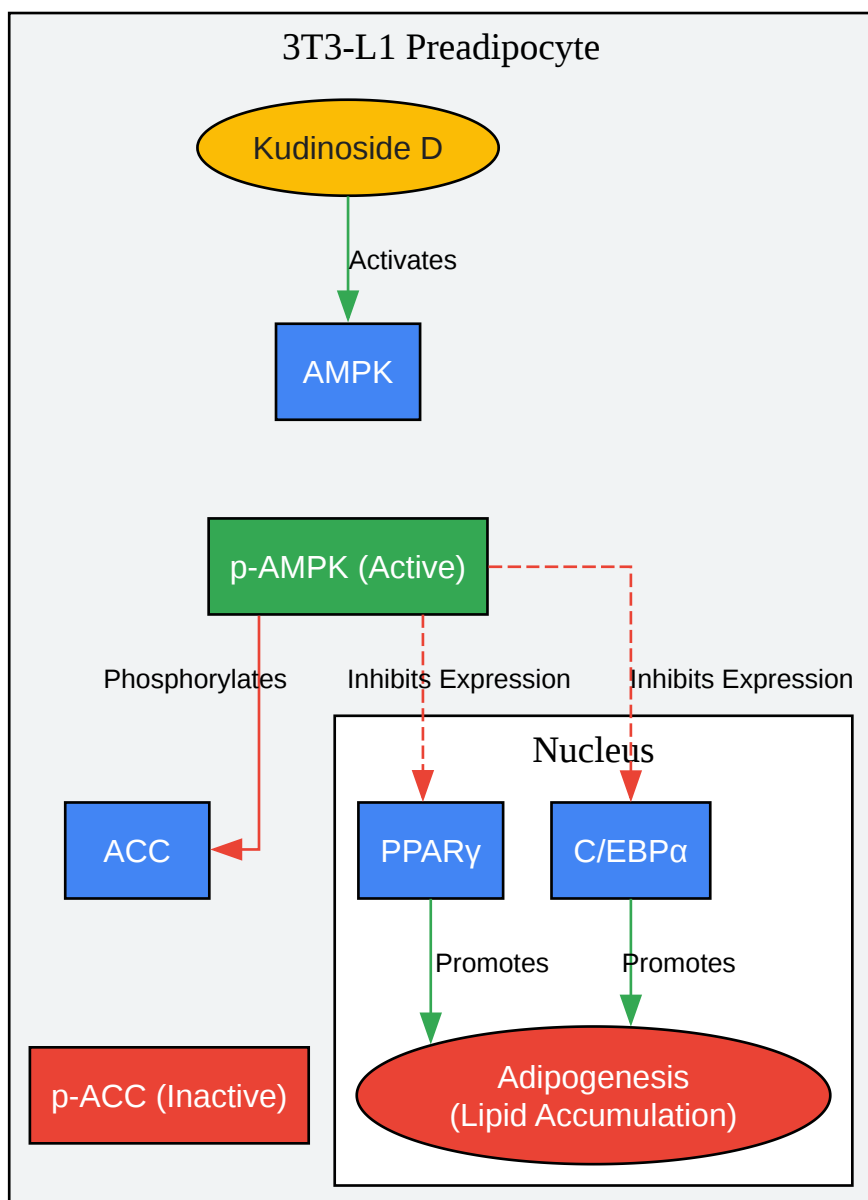 3T3-L1 Preadipocyte
Kudinoside D
Activates
AMPK
p-AMPK (Active)
Phosphorylates
Inhibits Expression
Inhibits Expression
Nucleus
ACC
PPARγ
C/EBPα
Promotes
Promotes
p-ACC (Inactive)
Adipogenesis
(Lipid Accumulation)